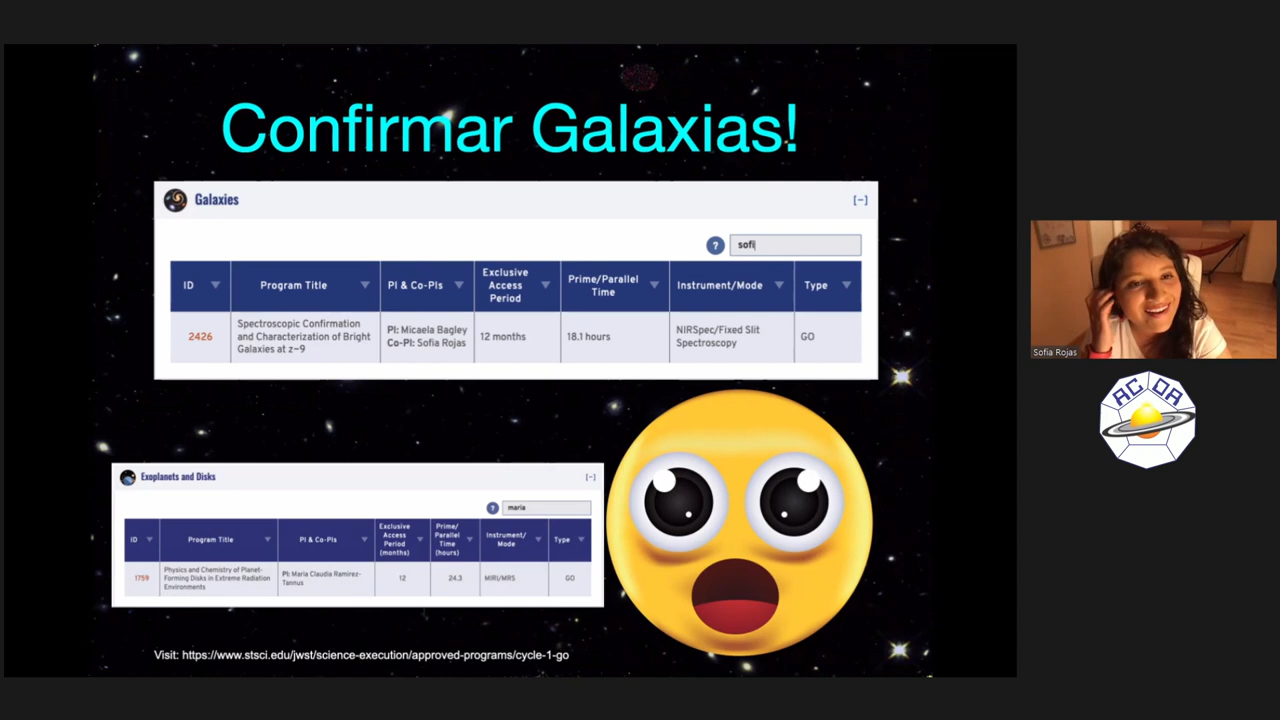 Confirmar Galaxias!
Galaxies
[-]
?
sofi
ID
Program Title
PI & Co-PIs
Exclusive
Access
Period
Prime/Parallel
Time
Instrument/Mode
Type
2426
Spectroscopic Confirmation
and Characterization of Bright
Galaxies at z~9
PI: Micaela Bagley
Co-PI: Sofia Rojas
12 months
18.1 hours
NIRSpec/Fixed Slit
Spectroscopy
GO
Exoplanets and Disks
[-]
?
maria
ID
Program Title
PI & Co-PIs
Exclusive
Access
Period
(months)
Prime/
Parallel
Time
(hours)
Instrument/
Mode
Type
1759
Physics and Chemistry of Planet-
Forming Disks in Extreme Radiation
Environments
PI: Maria Claudia Ramirez-
Tannus
12
24.3
MIRI/MRS
GO
Visit: https://www.stsci.edu/jwst/science-execution/approved-programs/cycle-1-go
Sofia Rojas
ACDA